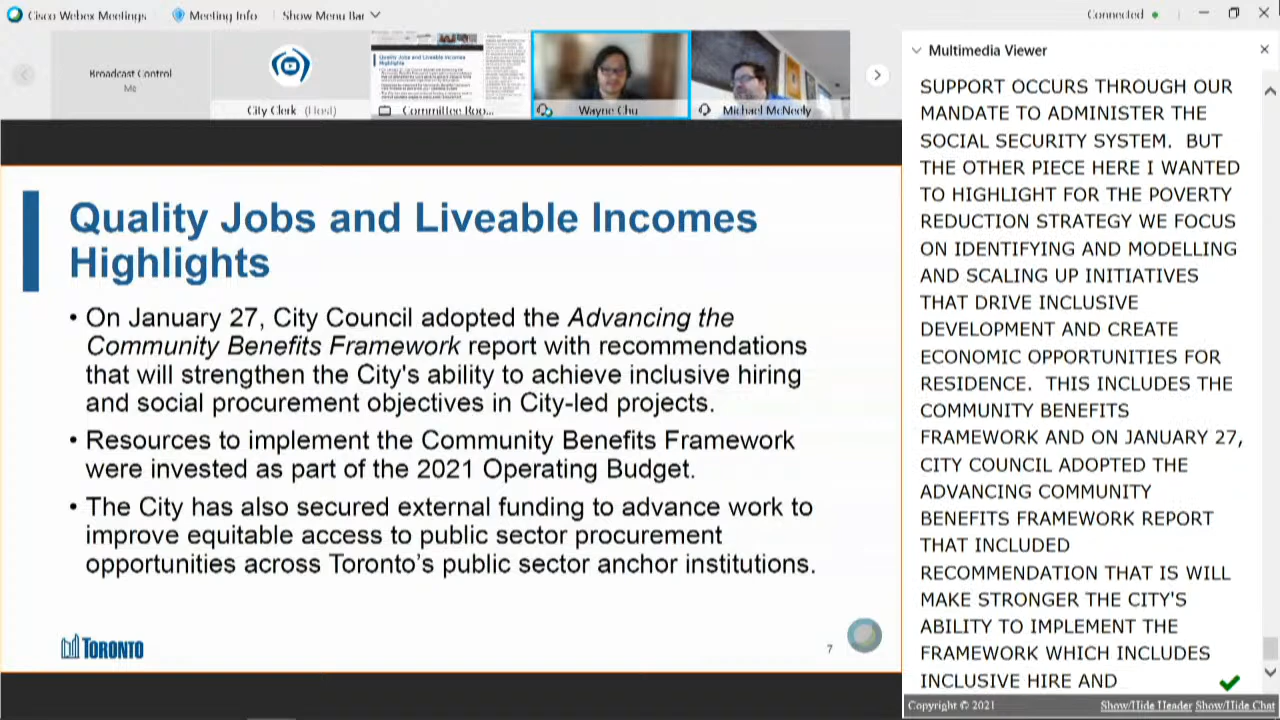 Cisco Webex Meetings
Meeting Info
Show Menu Bar
Connected
Broadcast Control
Me
City Clerk (Host)
Quality Jobs and Liveable Incomes
Highlights
Committee Roo...
Wayne Chu
Michael McNeely
Quality Jobs and Liveable Incomes
Highlights
• On January 27, City Council adopted the Advancing the
Community Benefits Framework report with recommendations
that will strengthen the City's ability to achieve inclusive hiring
and social procurement objectives in City-led projects.
• Resources to implement the Community Benefits Framework
were invested as part of the 2021 Operating Budget.
• The City has also secured external funding to advance work to
improve equitable access to public sector procurement
opportunities across Toronto's public sector anchor institutions.
TORONTO
7
Multimedia Viewer
SUPPORT OCCURS THROUGH OUR
MANDATE TO ADMINISTER THE
SOCIAL SECURITY SYSTEM. BUT
THE OTHER PIECE HERE I WANTED
TO HIGHLIGHT FOR THE POVERTY
REDUCTION STRATEGY WE FOCUS
ON IDENTIFYING AND MODELLING
AND SCALING UP INITIATIVES
THAT DRIVE INCLUSIVE
DEVELOPMENT AND CREATE
ECONOMIC OPPORTUNITIES FOR
RESIDENCE. THIS INCLUDES THE
COMMUNITY BENEFITS
FRAMEWORK AND ON JANUARY 27,
CITY COUNCIL ADOPTED THE
ADVANCING COMMUNITY
BENEFITS FRAMEWORK REPORT
THAT INCLUDED
RECOMMENDATION THAT IS WILL
MAKE STRONGER THE CITY'S
ABILITY TO IMPLEMENT THE
FRAMEWORK WHICH INCLUDES
INCLUSIVE HIRE AND
Copyright © 2021
Show/Hide Header Show/Hide Chat